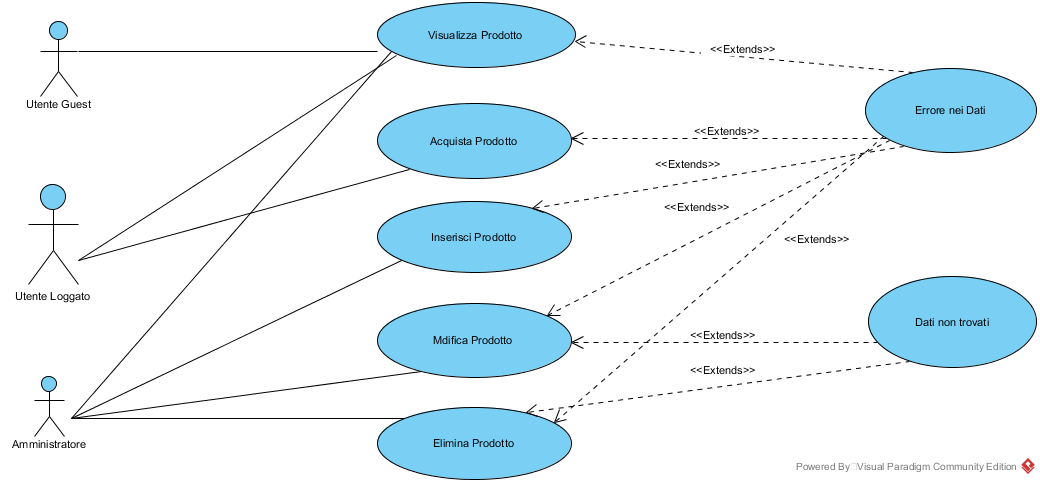 Visualizza Prodotto
<<Extends>>
Utente Guest
Errore nei Dati
<<Extends>>
Acquista Prodotto
<<Extends>>
<<Extends>>
Inserisci Prodotto
<<Extends>>
Utente Loggato
Dati non trovati
<<Extends>>
Mdifica Prodotto
<<Extends>>
Amministratore
Elimina Prodotto
Powered By Visual Paradigm Community Edition